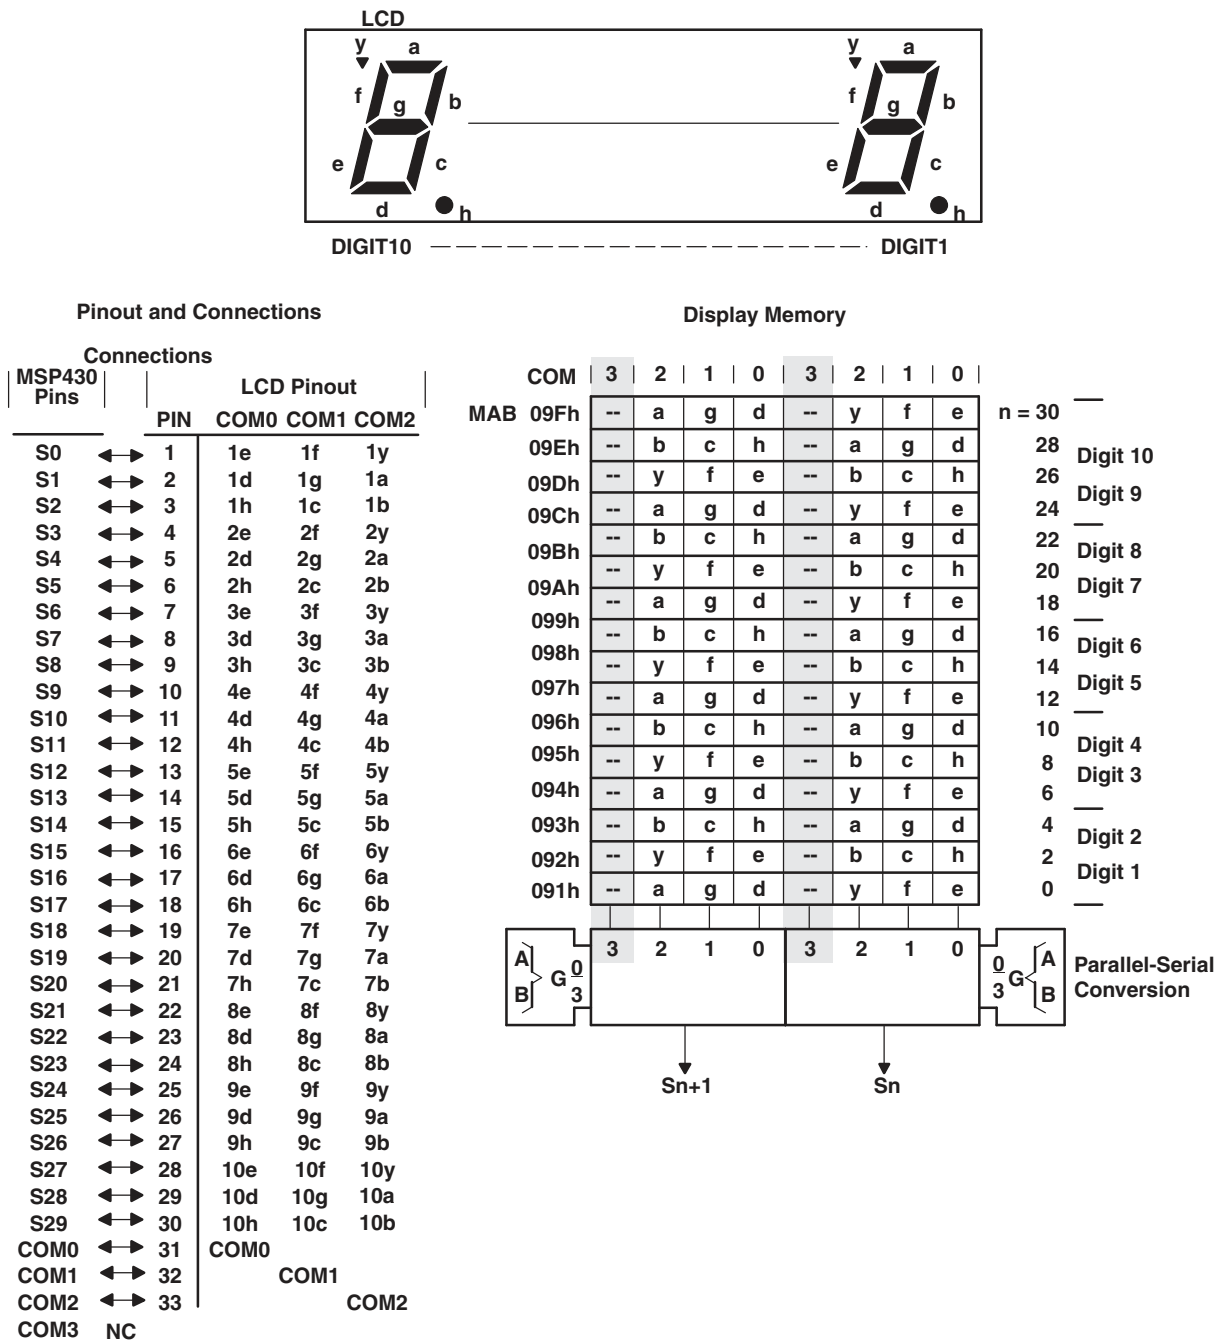 LCD
y a y a
f g b f g b
e c e c
d h d h
DIGIT10 DIGIT1
Pinout and Connections
Connections
MSP430 Pins LCD Pinout
PIN COM0 COM1 COM2
S0 1 1e 1f 1y
S1 2 1d 1g 1a
S2 3 1h 1c 1b
S3 4 2e 2f 2y
S4 5 2d 2g 2a
S5 6 2h 2c 2b
S6 7 3e 3f 3y
S7 8 3d 3g 3a
S8 9 3h 3c 3b
S9 10 4e 4f 4y
S10 11 4d 4g 4a
S11 12 4h 4c 4b
S12 13 5e 5f 5y
S13 14 5d 5g 5a
S14 15 5h 5c 5b
S15 16 6e 6f 6y
S16 17 6d 6g 6a
S17 18 6h 6c 6b
S18 19 7e 7f 7y
S19 20 7d 7g 7a
S20 21 7h 7c 7b
S21 22 8e 8f 8y
S22 23 8d 8g 8a
S23 24 8h 8c 8b
S24 25 9e 9f 9y
S25 26 9d 9g 9a
S26 27 9h 9c 9b
S27 28 10e 10f 10y
S28 29 10d 10g 10a
S29 30 10h 10c 10b
COM0 31 COM0
COM1 32 COM1
COM2 33 COM2
COM3 NC
Display Memory
COM 3 2 1 0 3 2 1 0
MAB 09Fh -- a g d -- y f e n = 30
09Eh -- b c h -- a g d 28 Digit 10
09Dh -- y f e -- b c h 26
09Ch -- a g d -- y f e 24 Digit 9
09Bh -- b c h -- a g d 22 Digit 8
09Ah -- y f e -- b c h 20 Digit 7
099h -- a g d -- y f e 18
098h -- b c h -- a g d 16 Digit 6
097h -- y f e -- b c h 14 Digit 5
096h -- a g d -- y f e 12
095h -- b c h -- a g d 10 Digit 4
094h -- y f e -- b c h 8 Digit 3
093h -- a g d -- y f e 6
092h -- b c h -- a g d 4 Digit 2
091h -- y f e -- b c h 2 Digit 1
-- a g d -- y f e 0
3 2 1 0 3 2 1 0
A B G 0 3
0 3 G A B
Parallel-Serial
Conversion
Sn+1 Sn